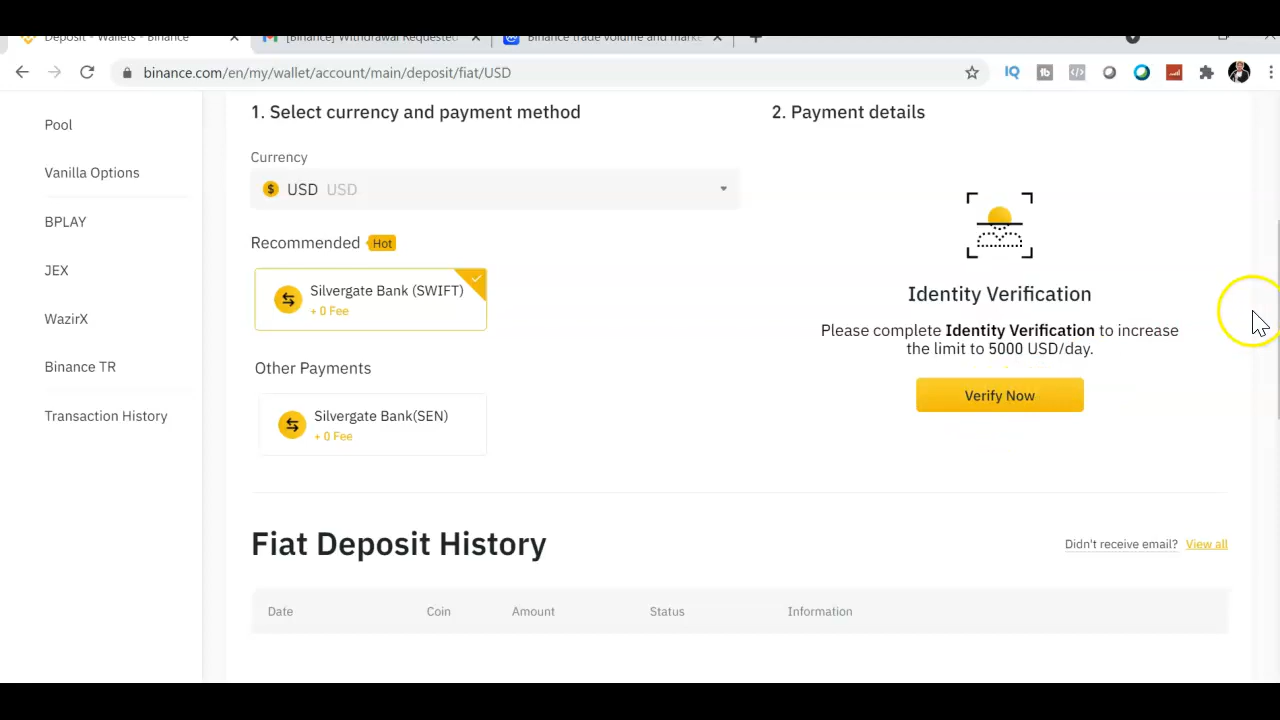 Deposit - Wallets - Binance
[Binance] Withdrawal Requested
Binance trade volume and marke
binance.com/en/my/wallet/account/main/deposit/fiat/USD
IQ
tb
Pool
Vanilla Options
BPLAY
JEX
WazirX
Binance TR
Transaction History
1. Select currency and payment method
Currency
$ USD USD
Recommended Hot
Silvergate Bank (SWIFT)
+ 0 Fee
Other Payments
Silvergate Bank(SEN)
+ 0 Fee
2. Payment details
Identity Verification
Please complete Identity Verification to increase
the limit to 5000 USD/day.
Verify Now
Fiat Deposit History
Didn't receive email? View all
Date Coin Amount Status Information